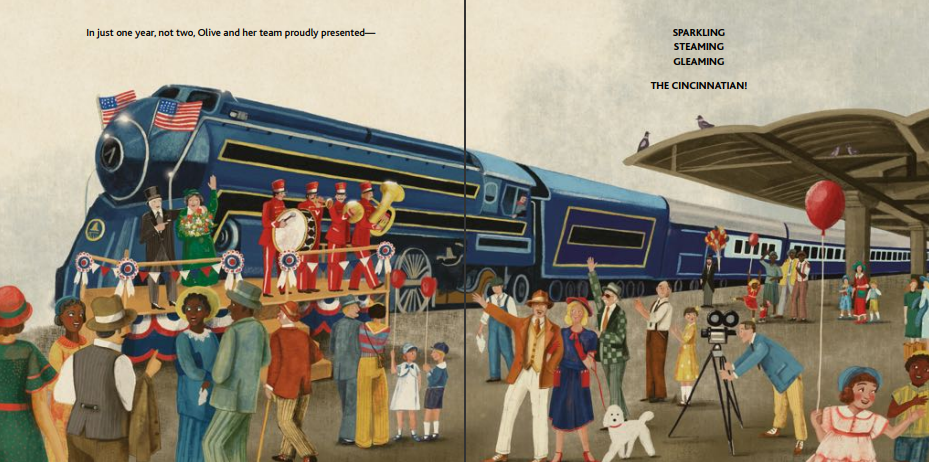 In just one year, not two, Olive and her team proudly presented—
SPARKLING
STEAMING
GLEAMING
THE CINCINNATIAN!